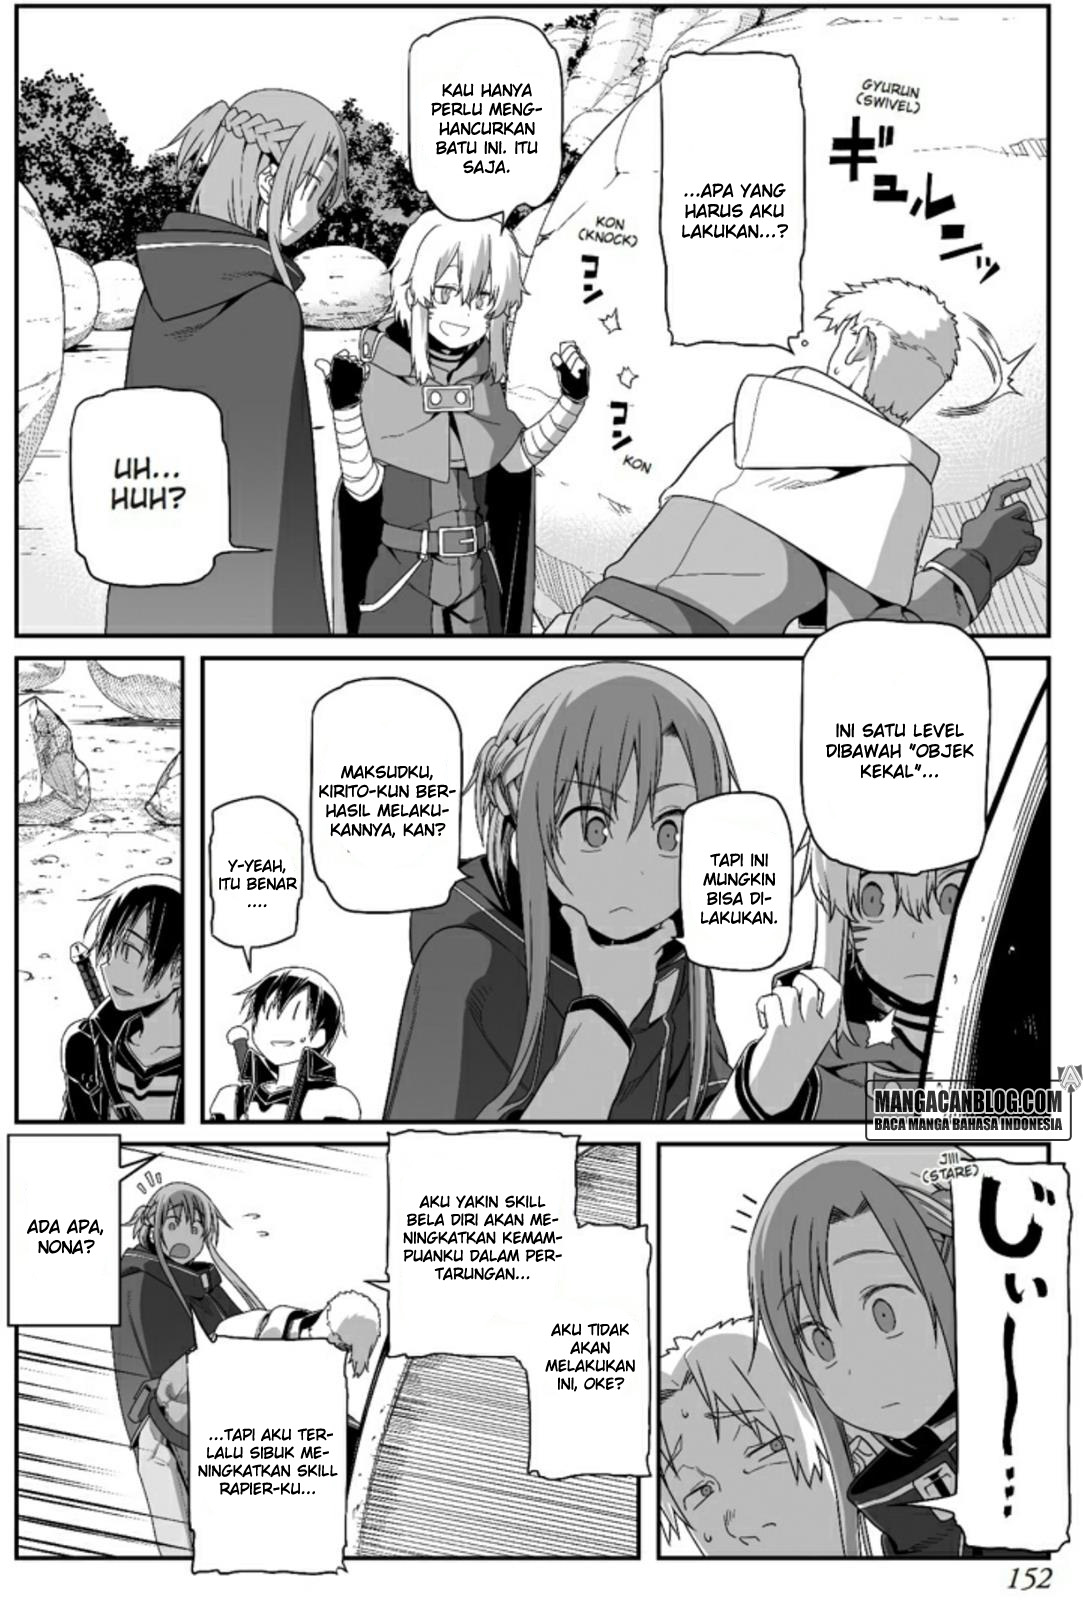 GYURUN
(SWIVEL)
ギュルンッ
...APA YANG
HARUS AKU
LAKUKAN...?
KAU HANYA
PERLU MENG-
HANCURKAN
BATU INI. ITU
SAJA.
KON
(KNOCK)
コン
コン
KON
UH...
HUH?
INI SATU LEVEL
DIBAWAH "OBJEK
KEKAL"...
TAPI INI
MUNGKIN
BISA DI-
LAKUKAN.
MAKSUDKU,
KIRITO-KUN BER-
HASIL MELAKU-
KANNYA, KAN?
Y-YEAH,
ITU BENAR
....
MANGACANBLOG.COM
BACA MANGA BAHASA INDONESIA
JIII
(STARE)
じぃー...
AKU YAKIN SKILL
BELA DIRI AKAN ME-
NINGKATKAN KEMAM-
PUANKU DALAM PER-
TARUNGAN...
AKU TIDAK
AKAN
MELAKUKAN
INI, OKE?
ADA APA,
NONA?
...TAPI AKU TER-
LALU SIBUK ME-
NINGKATKAN SKILL
RAPIER-KU...
152